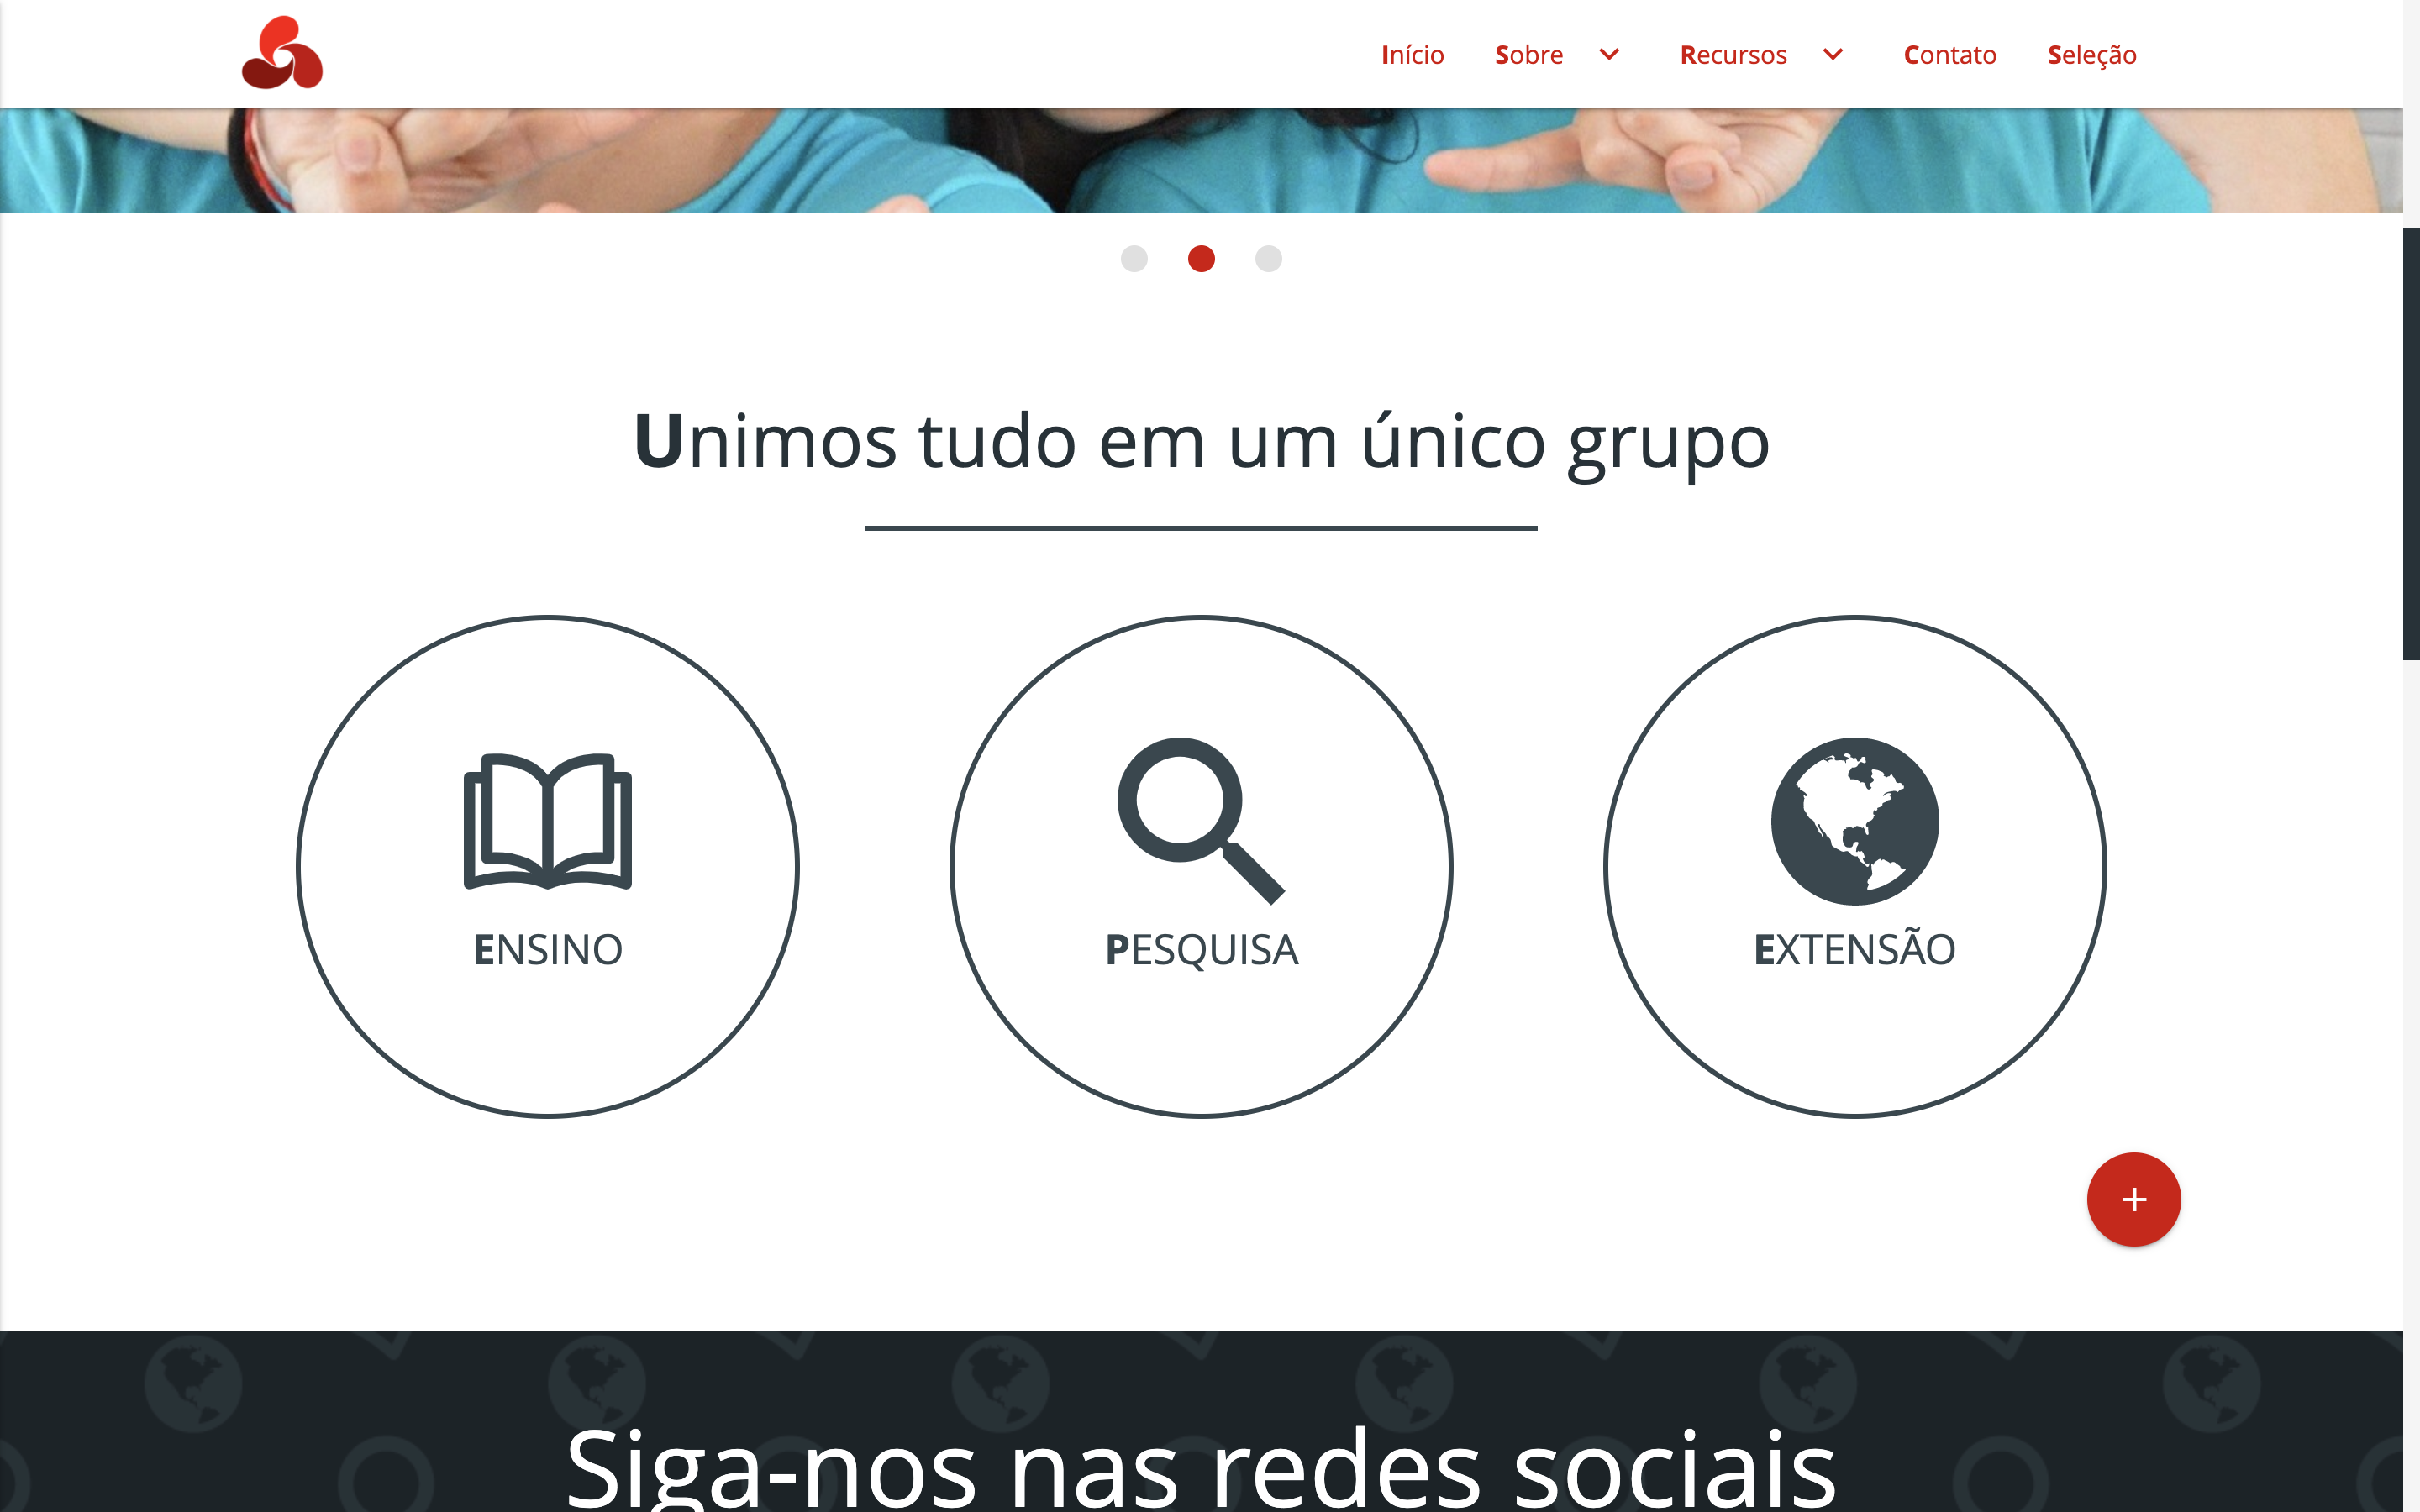 Início Sobre Recursos Contato Seleção
Unimos tudo em um único grupo
ENSINO
PESQUISA
EXTENSÃO
Siga-nos nas redes sociais